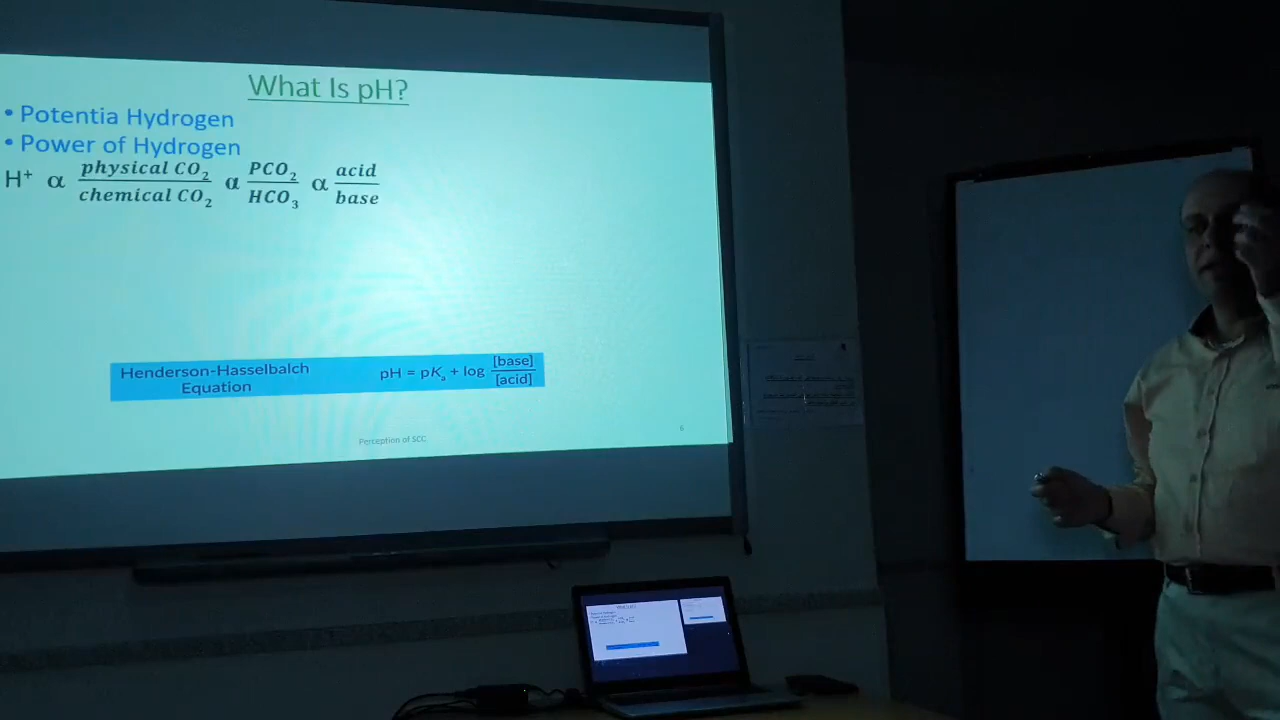 What Is pH?
• Potentia Hydrogen
• Power of Hydrogen
H⁺ α physical CO₂ / chemical CO₂ α PCO₂ / HCO₃ α acid / base
Henderson-Hasselbalch
Equation
pH = pKₐ + log [base] / [acid]
Perception of SCC
6